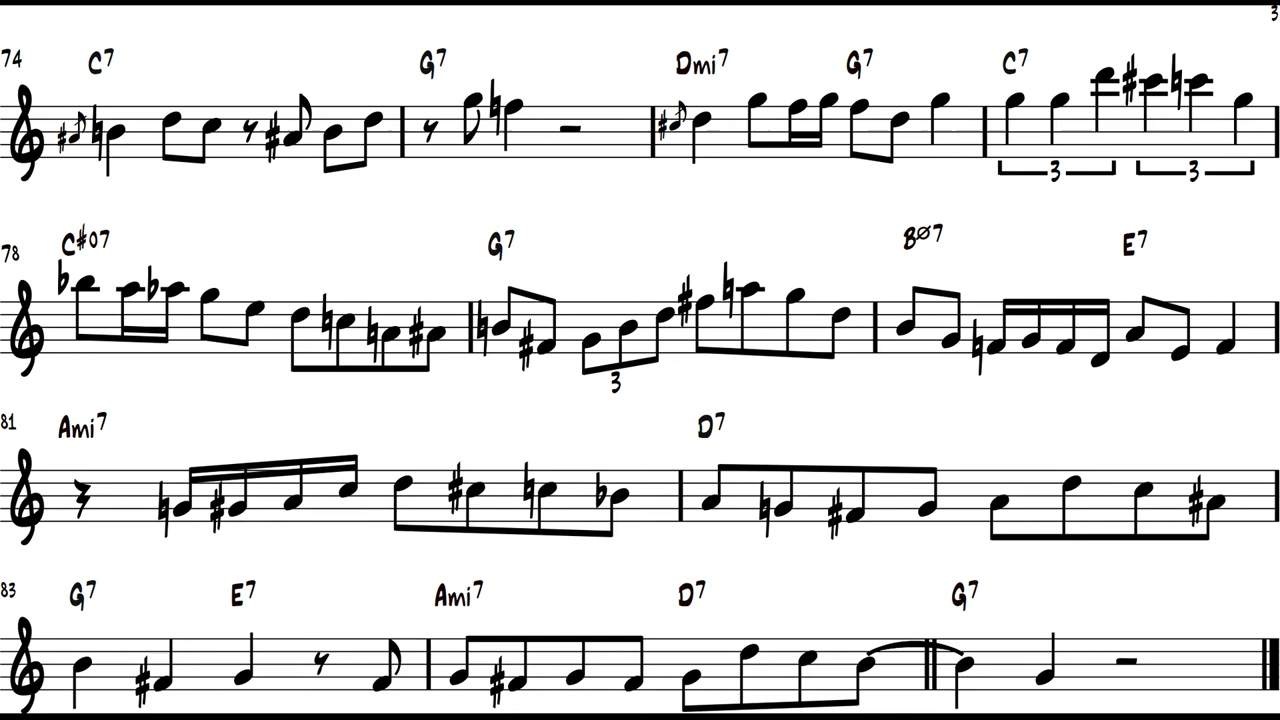 3
74 C7 G7 Dmi7 G7 C7
3 3
78 C#o7 G7 Bø7 E7
3
81 Ami7 D7
83 G7 E7 Ami7 D7 G7